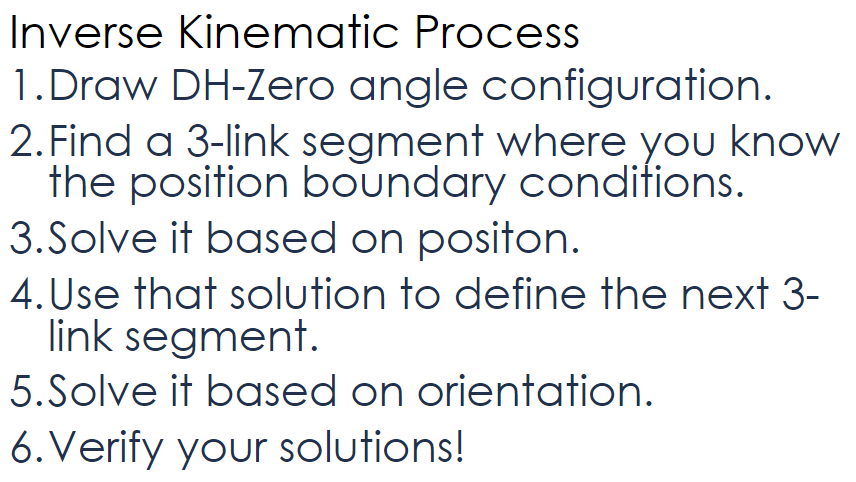 Inverse Kinematic Process
1.Draw DH-Zero angle configuration.
2.Find a 3-link segment where you know
the position boundary conditions.
3.Solve it based on positon.
4.Use that solution to define the next 3-
link segment.
5.Solve it based on orientation.
6.Verify your solutions!